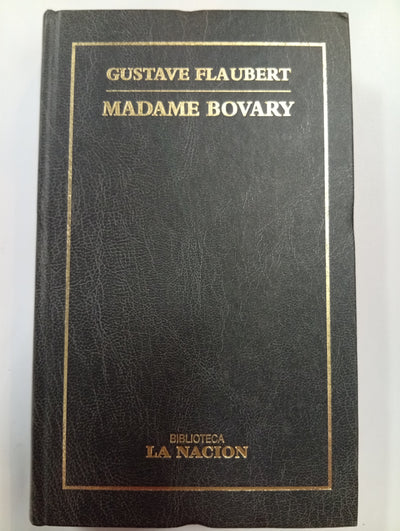 GUSTAVE FLAUBERT
MADAME BOVARY
BIBLIOTECA
LA NACION